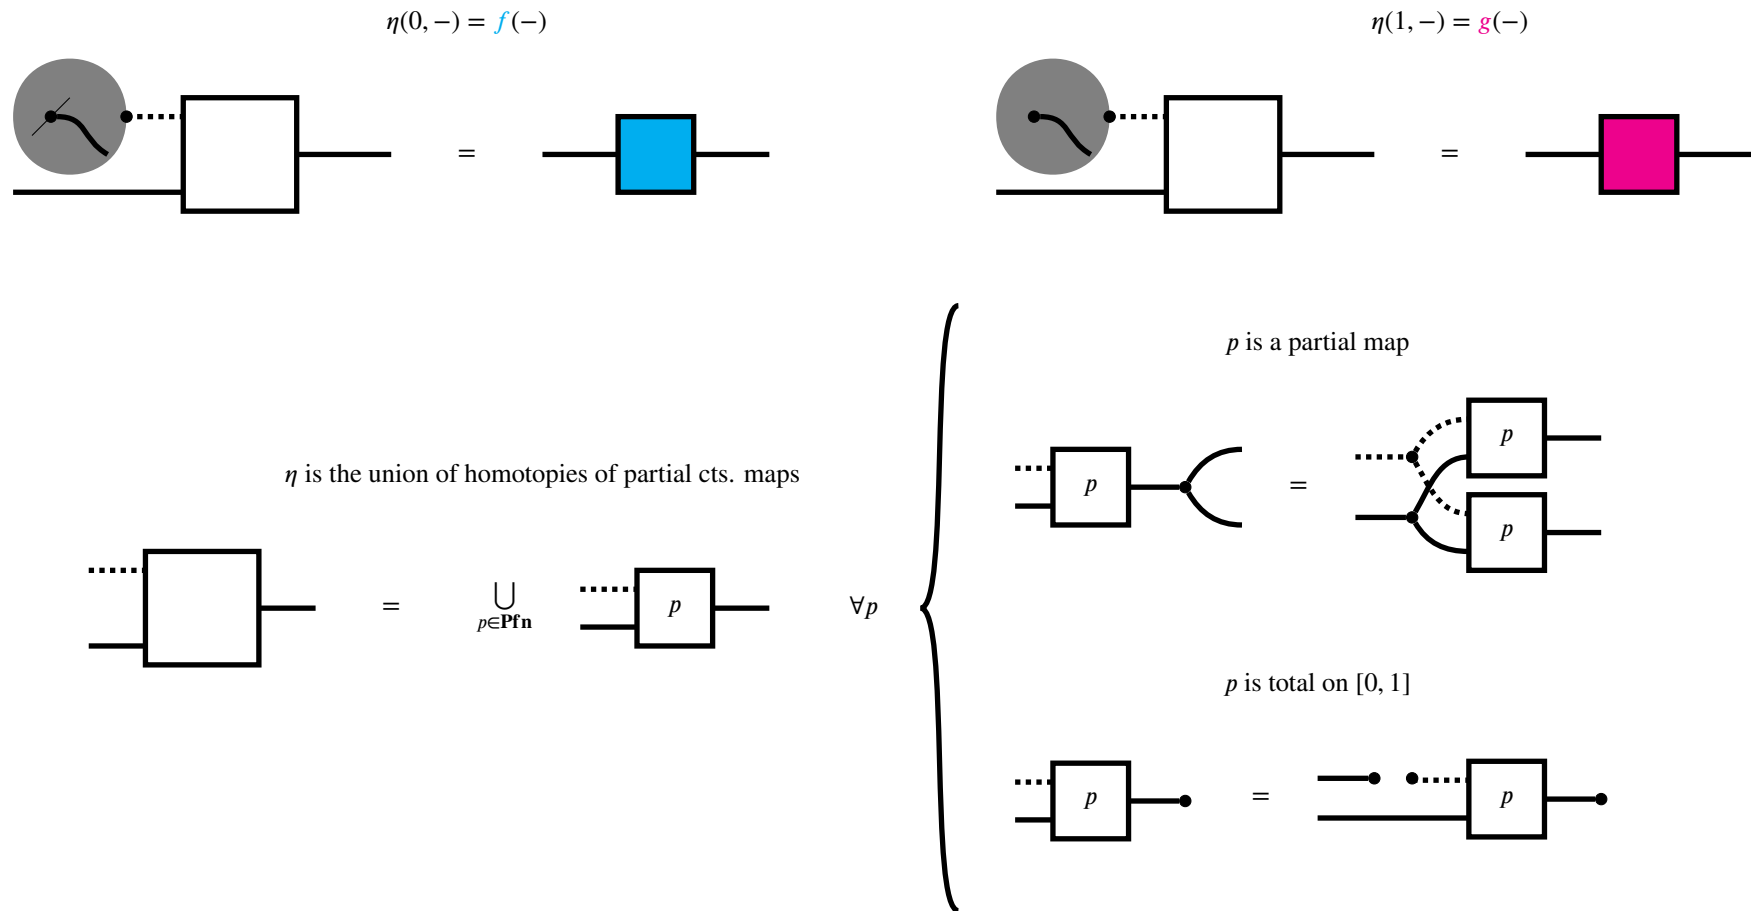 η(0, −) = f(−)
η(1, −) = g(−)
=
=
p is a partial map
p
=
p
p
η is the union of homotopies of partial cts. maps
=
⋃
p∈Pfn
p
∀p
p is total on [0, 1]
p
=
p